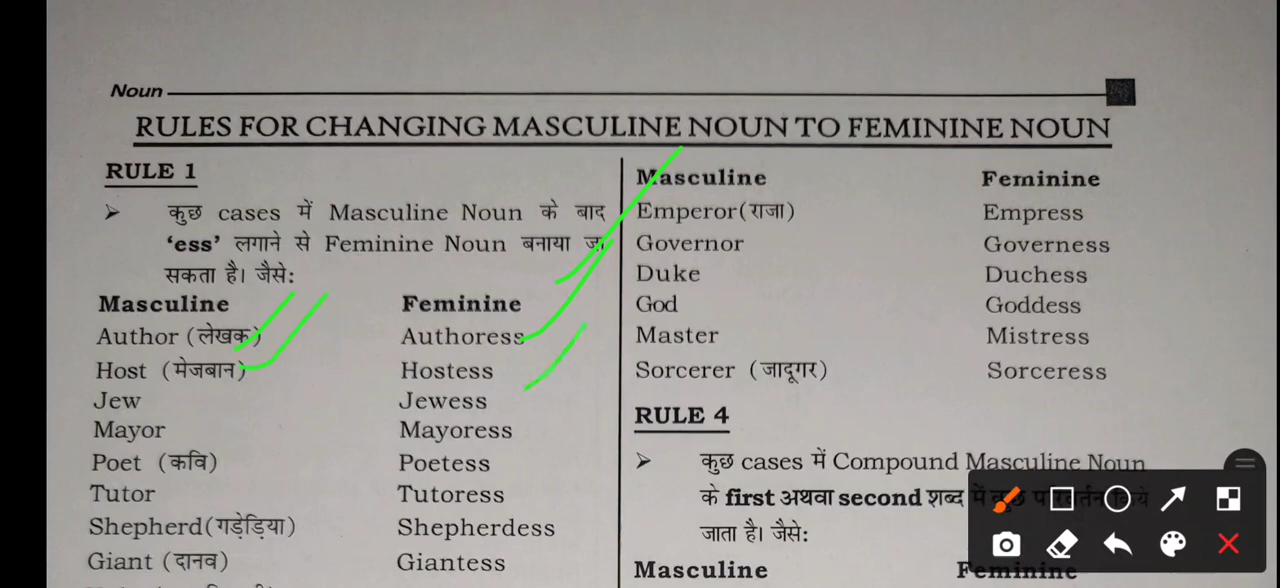 Noun
RULES FOR CHANGING MASCULINE NOUN TO FEMININE NOUN
RULE 1
➢ कुछ cases में Masculine Noun के बाद
‘ess’ लगाने से Feminine Noun बनाया जा
सकता है। जैसे:
Masculine Feminine
Author (लेखक) Authoress
Host (मेजबान) Hostess
Jew Jewess
Mayor Mayoress
Poet (कवि) Poetess
Tutor Tutoress
Shepherd(गड़ेड़िया) Shepherdess
Giant (दानव) Giantess
Masculine Feminine
Emperor(राजा) Empress
Governor Governess
Duke Duchess
God Goddess
Master Mistress
Sorcerer (जादूगर) Sorceress
RULE 4
➢ कुछ cases में Compound Masculine Noun
के first अथवा second शब्द में कुछ परिवर्तन किये
जाता है। जैसे:
Masculine Feminine